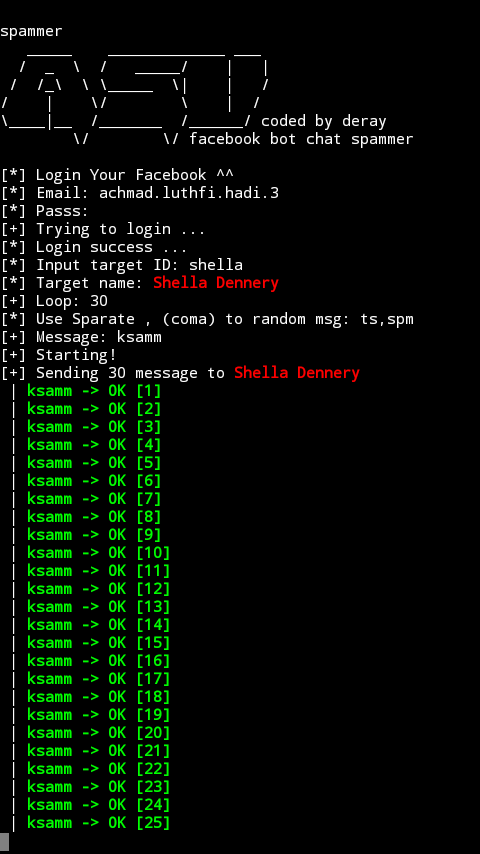 spammer
coded by deray
facebook bot chat spammer
[*] Login Your Facebook ^^
[*] Email: achmad.luthfi.hadi.3
[*] Passs:
[+] Trying to login ...
[*] Login success ...
[*] Input target ID: shella
[*] Target name: Shella Dennery
[+] Loop: 30
[*] Use Sparate , (coma) to random msg: ts,spm
[+] Message: ksamm
[+] Starting!
[+] Sending 30 message to Shella Dennery
| ksamm -> OK [1]
| ksamm -> OK [2]
| ksamm -> OK [3]
| ksamm -> OK [4]
| ksamm -> OK [5]
| ksamm -> OK [6]
| ksamm -> OK [7]
| ksamm -> OK [8]
| ksamm -> OK [9]
| ksamm -> OK [10]
| ksamm -> OK [11]
| ksamm -> OK [12]
| ksamm -> OK [13]
| ksamm -> OK [14]
| ksamm -> OK [15]
| ksamm -> OK [16]
| ksamm -> OK [17]
| ksamm -> OK [18]
| ksamm -> OK [19]
| ksamm -> OK [20]
| ksamm -> OK [21]
| ksamm -> OK [22]
| ksamm -> OK [23]
| ksamm -> OK [24]
| ksamm -> OK [25]